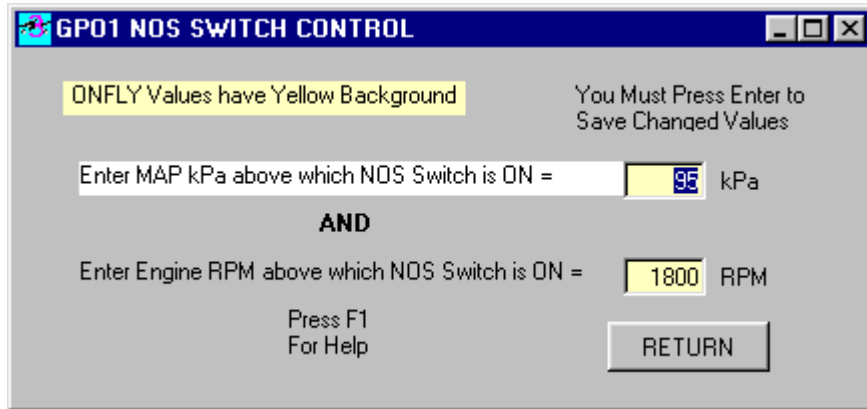 GPO1 NOS SWITCH CONTROL
ONFLY Values have Yellow Background
You Must Press Enter to
Save Changed Values
Enter MAP kPa above which NOS Switch is ON = 95 kPa
AND
Enter Engine RPM above which NOS Switch is ON = 1800 RPM
Press F1
For Help
RETURN